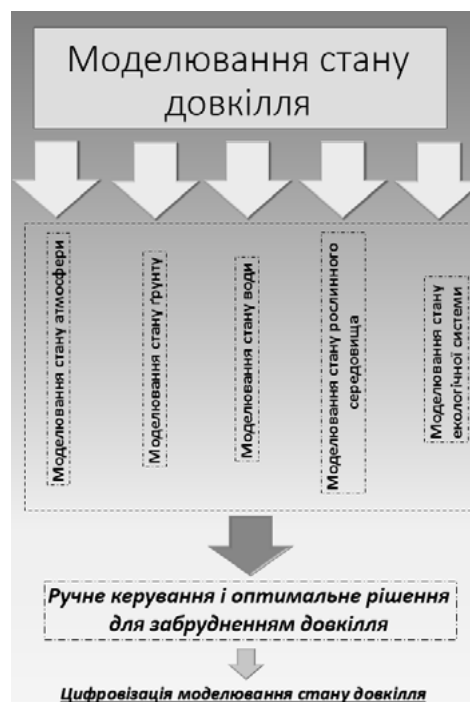 Моделювання стану
довкілля
Моделювання стану атмосфери
Моделювання стану ґрунту
Моделювання стану води
Моделювання стану рослинного
середовища
Моделювання стану
екологічної системи
Ручне керування і оптимальне рішення
для забрудненням довкілля
Цифровізація моделювання стану довкілля